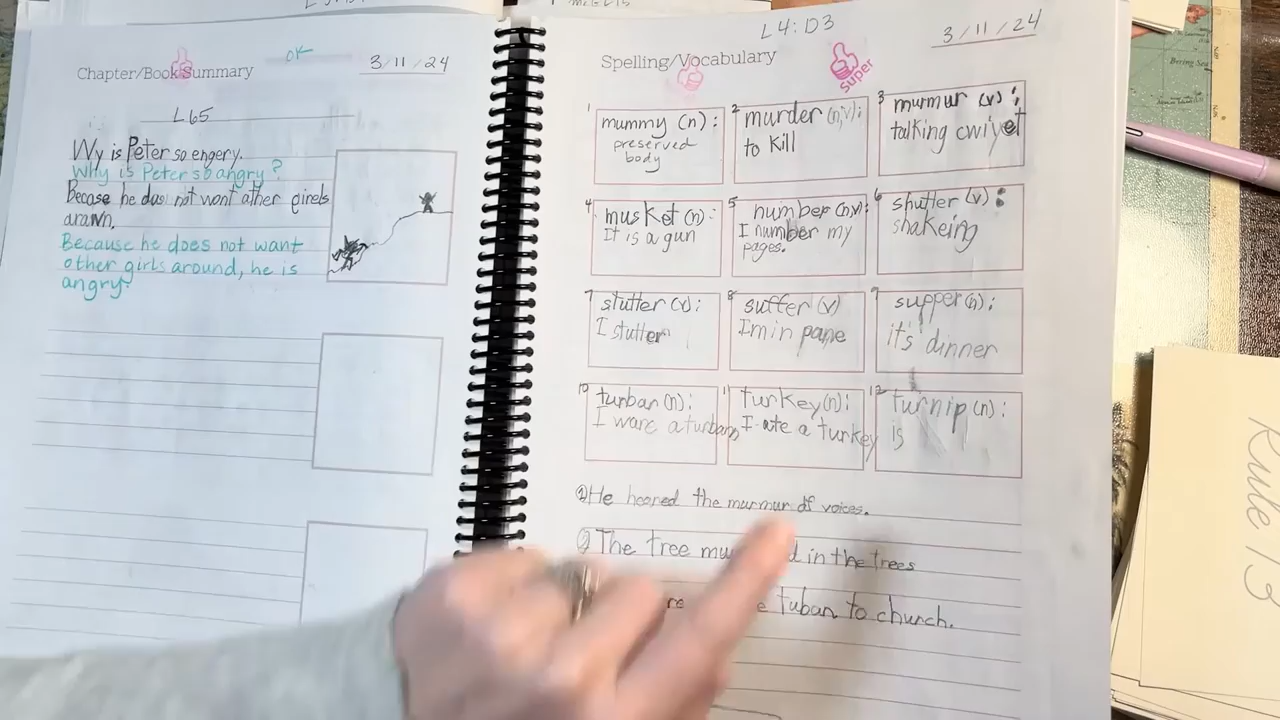 Chapter/Book Summary
OK
3/11/24
L65
Wy is Peter so engery.
Why is Peter so angry?
Becose he das not wont
arawn.
Because he does not want
other girls around, he is
angry
L4: D3
3/11/24
Spelling/Vocabulary
super
1 mummy (n):
preserved
body
2 murder (n,v):
to kill
3 murmur (v):
talking cwiyet
4 musket (n):
It is a gun
5 number (n,v):
I number my
pages.
6 shutter (v):
shakeing
7 stutter (v):
I stutter
8 suffer (v)
I'm in pane
9 supper (n):
it's dinner
10 turban (n):
I ware a turban
11 turkey (n):
I ate a turkey
12 turnip (n):
is
① He heared the murmur of voices.
② The tree in the trees
tuban to church.
Rule 13